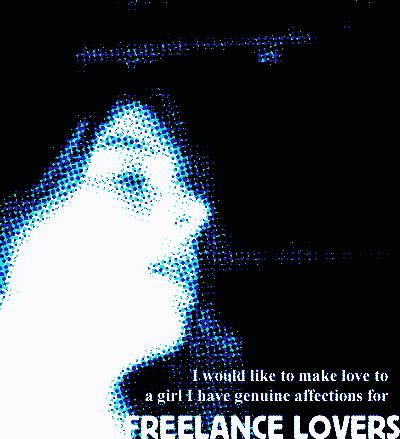 I would like to make love to
a girl I have genuine affections for
FREELANCE LOVERS